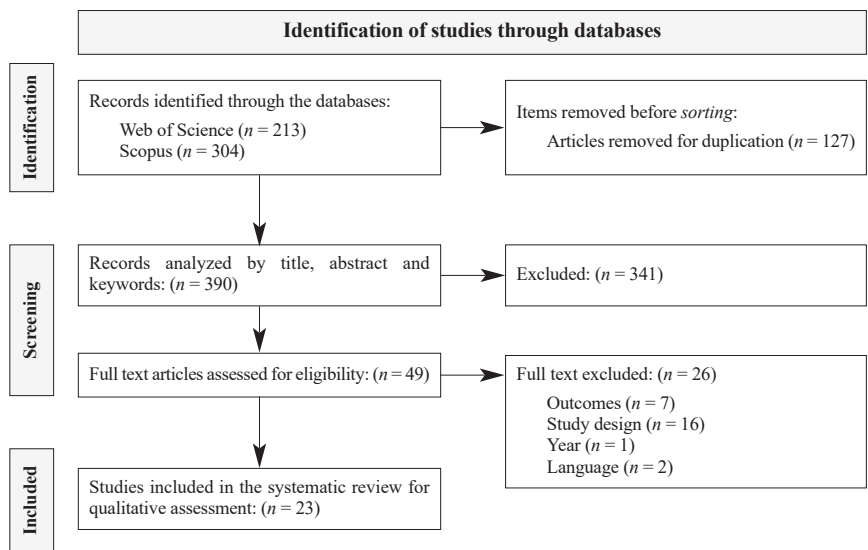 Identification of studies through databases
Identification
Records identified through the databases:
Web of Science (n = 213)
Scopus (n = 304)
Items removed before sorting:
Articles removed for duplication (n = 127)
Screening
Records analyzed by title, abstract and
keywords: (n = 390)
Excluded: (n = 341)
Full text articles assessed for eligibility: (n = 49)
Full text excluded: (n = 26)
Outcomes (n = 7)
Study design (n = 16)
Year (n = 1)
Language (n = 2)
Included
Studies included in the systematic review for
qualitative assessment: (n = 23)